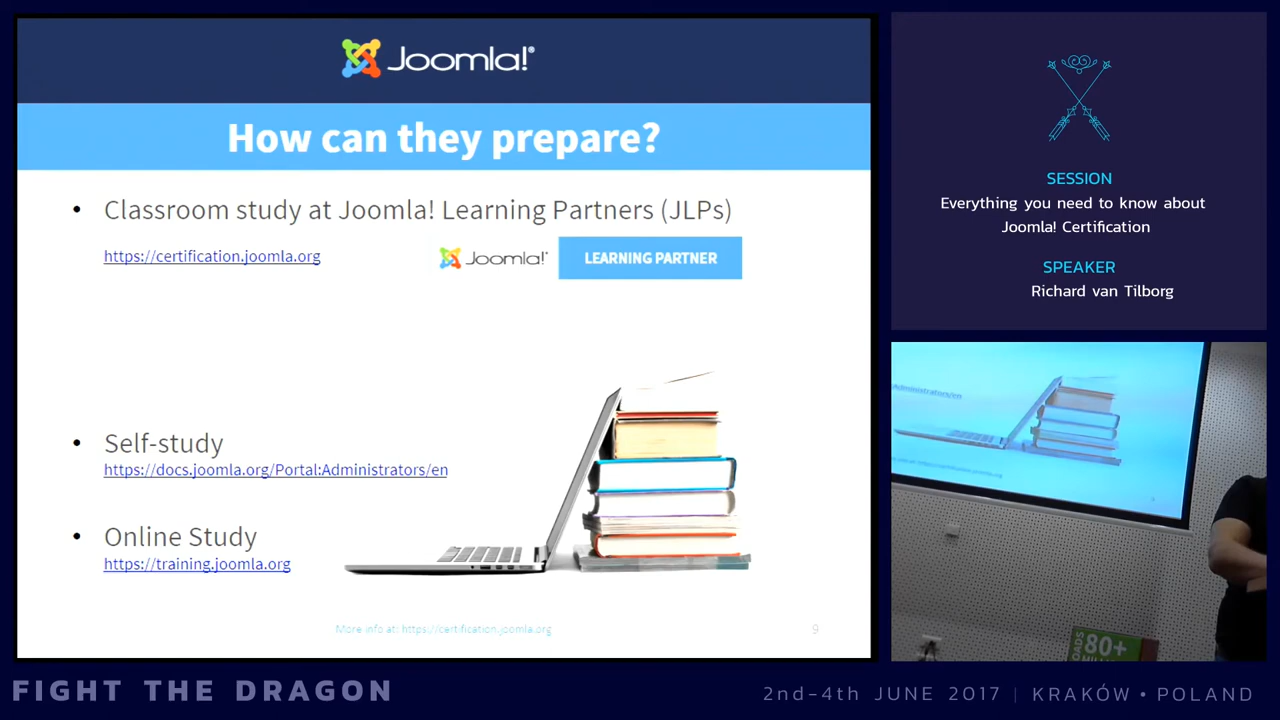 Joomla!®
How can they prepare?
• Classroom study at Joomla! Learning Partners (JLPs)
https://certification.joomla.org
Joomla!® LEARNING PARTNER
• Self-study
https://docs.joomla.org/Portal:Administrators/en
• Online Study
https://training.joomla.org
More info at: https://certification.joomla.org
9
SESSION
Everything you need to know about
Joomla! Certification
SPEAKER
Richard van Tilborg
Administrators/en
80+
FIGHT THE DRAGON
2nd-4th JUNE 2017 | KRAKÓW • POLAND